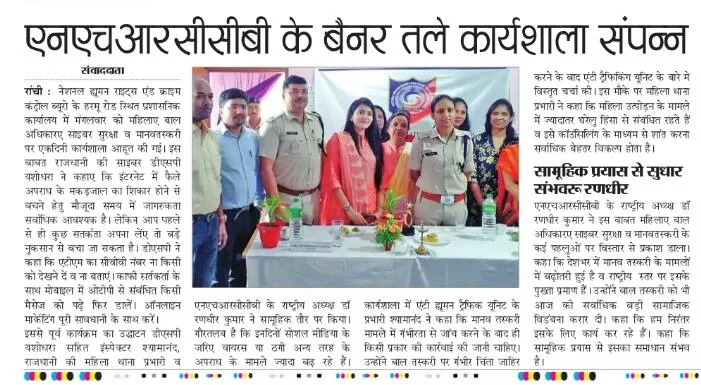 एनएचआरसीसीबी के बैनर तले कार्यशाला संपन्न
संवाददाता
रांची : नेशनल ह्यूमन राइट्स एंड क्राइम
कंट्रोल ब्यूरो के हरमू रोड स्थित प्रशासनिक
कार्यालय में मंगलवार को महिलाए बाल
अधिकारए साइबर सुरक्षा व मानवतस्करी
पर एकदिनी कार्यशाला आहूत की गई। इस
बाबत राजधानी की साइबर डीएसपी
यशोधरा ने कहाए कि इंटरनेट में फैले
अपराध के मकड़जाल का शिकार होने से
बचने हेतु मौजूदा समय में जागरुकता
सर्वाधिक आवश्यक है। लेकिन आप पहले
से ही कुछ सतर्कता अपना लेंए तो बड़े
नुकसान से बचा जा सकता है। डीएसपी ने
कहा कि एटीएम का सीवीवी नंबर ना किसी
को देखने दें व ना बताएं। काफी सतर्कता के
साथ मोबाइल में ओटीपी से संबंधित किसी
मैसेज को पढ़े फिर डालें। ऑनलाइन
मार्केटिंग पूरी सावधानी के साथ करें।
इससे पूर्व कार्यक्रम का उद्घाटन डीएसपी
यशोधरा सहित इंस्पेक्टर श्यामानंद,
राजधानी की महिला थाना प्रभारी व
एनएचआरसीसीबी के राष्ट्रीय अध्यक्ष डॉ
रणधीर कुमार ने सामूहिक तौर पर किया।
गौरतलब है कि इनदिनों सोशल मीडिया के
जरिए वायरस या ठगी अन्य तरह के
अपराध के मामले ज्यादा बढ़ रहे हैं।
कार्यशाला में एंटी ह्यूमन ट्रैफिक यूनिट के
प्रभारी श्यामानंद ने कहा कि मानव तस्करी
मामले में गंभीरता से जांच करने के बाद ही
किसी प्रकार की कार्रवाई की जानी चाहिए।
उन्होंने बाल तस्करी पर गंभीर चिंता जाहिर
करने के बाद एंटी ट्रैफिकिंग यूनिट के बारे मे
विस्तृत चर्चा की। इस मौके पर महिला थाना
प्रभारी ने कहा कि महिला उत्पीड़न के मामले
में ज्यादातर घरेलु हिंसा से संबंधित रहते हैं
व इसे कॉउंसिलिंग के माध्यम से शांत करना
सर्वाधिक बेहतर विकल्प होता है।
सामूहिक प्रयास से सुधार
संभवरू रणधीर
एनएचआरसीसीबी के राष्ट्रीय अध्यक्ष डॉ
रणधीर कुमार ने इस बाबत महिलाए बाल
अधिकारए साइबर सुरक्षा व मानवतस्करी के
कई पहलूओं पर विस्तार से प्रकाश डाला।
कहा कि देशभर में मानव तस्करी के मामलों
में बढ़ोतरी हुई है व राष्ट्रीय स्तर पर इसके
पुख्ता प्रमाण हैं। उन्होंने बाल तस्करी को भी
आज की सर्वाधिक बड़ी सामाजिक
विडंबना करार दी। कहा कि हम निरंतर
इसके लिए कार्य कर रहे हैं। कहा कि
सामूहिक प्रयास से इसका समाधान संभव
है।